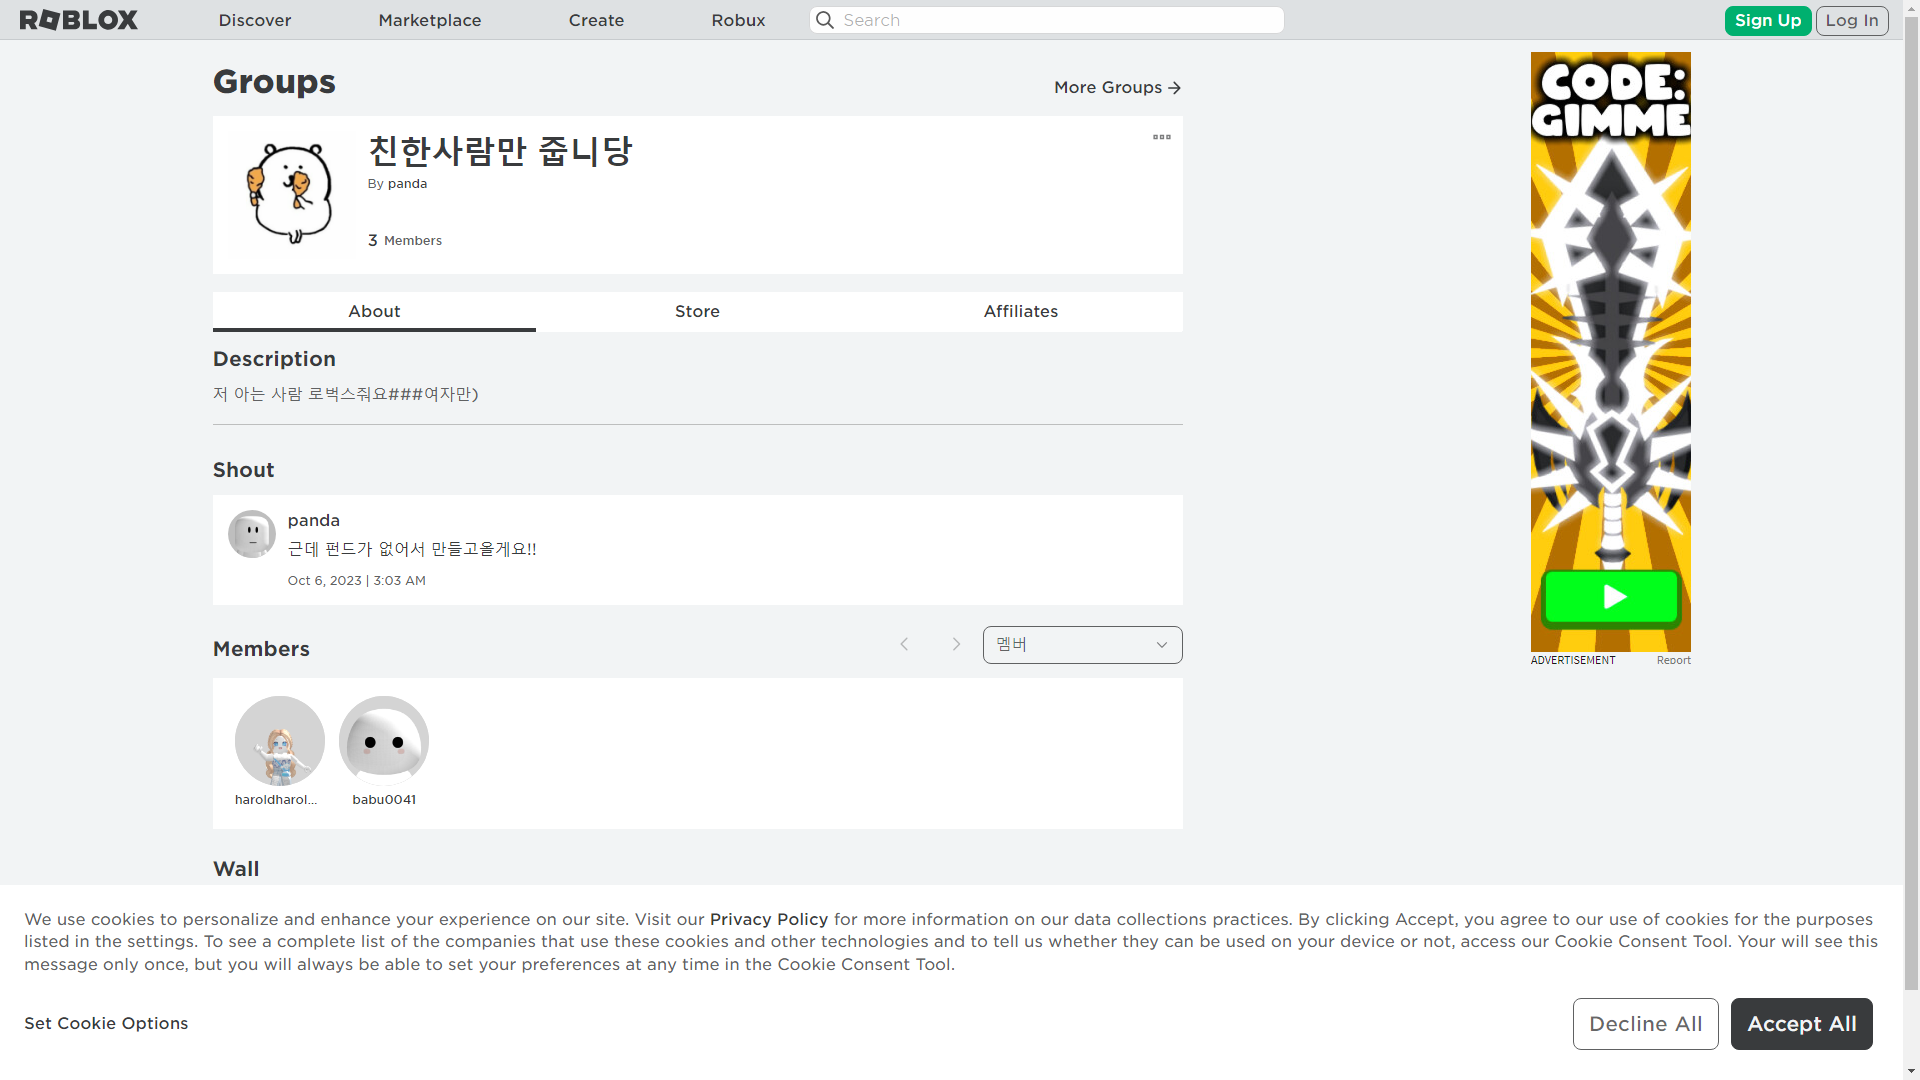 ROBLOX
Discover
Marketplace
Create
Robux
Search
Sign Up
Log In
Groups
More Groups
친한사람만 줍니당
By panda
3 Members
About
Store
Affiliates
Description
저 아는 사람 로벅스줘요###여자만)
Shout
panda
근데 펀드가 없어서 만들고올게요!!
Oct 6, 2023 | 3:03 AM
Members
멤버
haroldharol...
babu0041
Wall
CODE:
GIMME
ADVERTISEMENT
Report
We use cookies to personalize and enhance your experience on our site. Visit our Privacy Policy for more information on our data collections practices. By clicking Accept, you agree to our use of cookies for the purposes
listed in the settings. To see a complete list of the companies that use these cookies and other technologies and to tell us whether they can be used on your device or not, access our Cookie Consent Tool. Your will see this
message only once, but you will always be able to set your preferences at any time in the Cookie Consent Tool.
Set Cookie Options
Decline All
Accept All